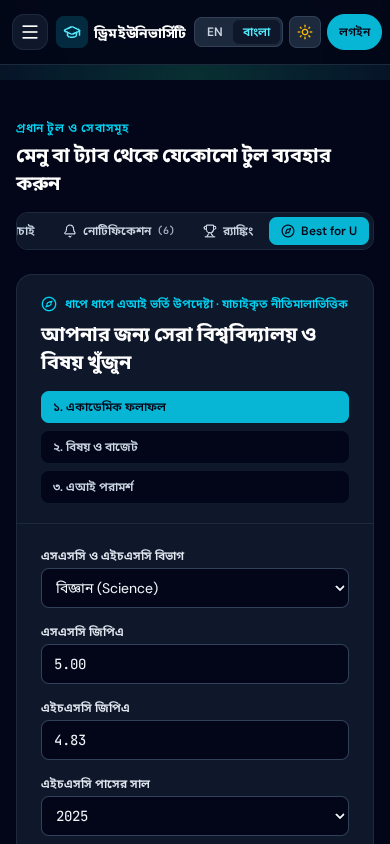 ড্রিম ইউনিভার্সিটি
EN
বাংলা
লগইন
প্রধান টুল ও সেবাসমূহ
মেনু বা ট্যাব থেকে যেকোনো টুল ব্যবহার
করুন
চাই
নোটিফিকেশন (6)
র‍্যাঙ্কিং
Best for U
ধাপে ধাপে এআই ভর্তি উপদেষ্টা · যাচাইকৃত নীতিমালাভিত্তিক
আপনার জন্য সেরা বিশ্ববিদ্যালয় ও
বিষয় খুঁজুন
১. একাডেমিক ফলাফল
২. বিষয় ও বাজেট
৩. এআই পরামর্শ
এসএসসি ও এইচএসসি বিভাগ
বিজ্ঞান (Science)
এসএসসি জিপিএ
5.00
এইচএসসি জিপিএ
4.83
এইচএসসি পাসের সাল
2025